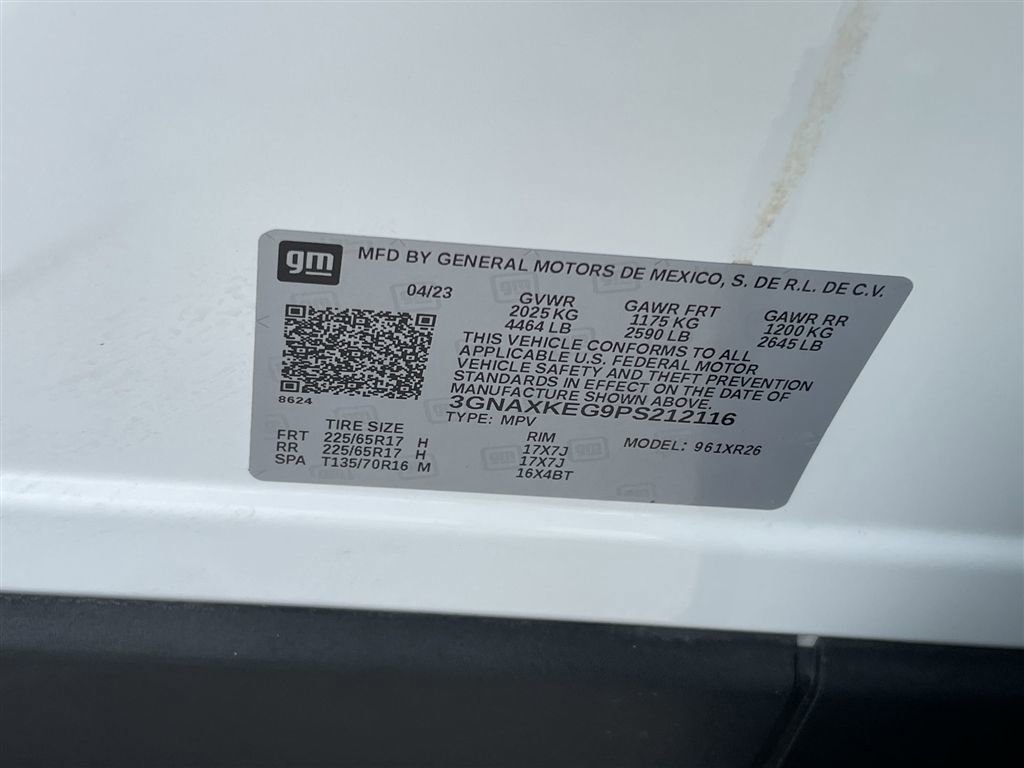 gm MFD BY GENERAL MOTORS DE MEXICO, S. DE R.L. DE C.V.
04/23 GVWR GAWR FRT GAWR RR
2025 KG 1175 KG 1200 KG
4464 LB 2590 LB 2645 LB
THIS VEHICLE CONFORMS TO ALL
APPLICABLE U.S. FEDERAL MOTOR
VEHICLE SAFETY AND THEFT PREVENTION
STANDARDS IN EFFECT ON THE DATE OF
MANUFACTURE SHOWN ABOVE.
8624 3GNAXKEG9PS212116
TYPE: MPV MODEL: 961XR26
TIRE SIZE RIM
FRT 225/65R17 H 17X7J
RR 225/65R17 H 17X7J
SPA T135/70R16 M 16X4BT